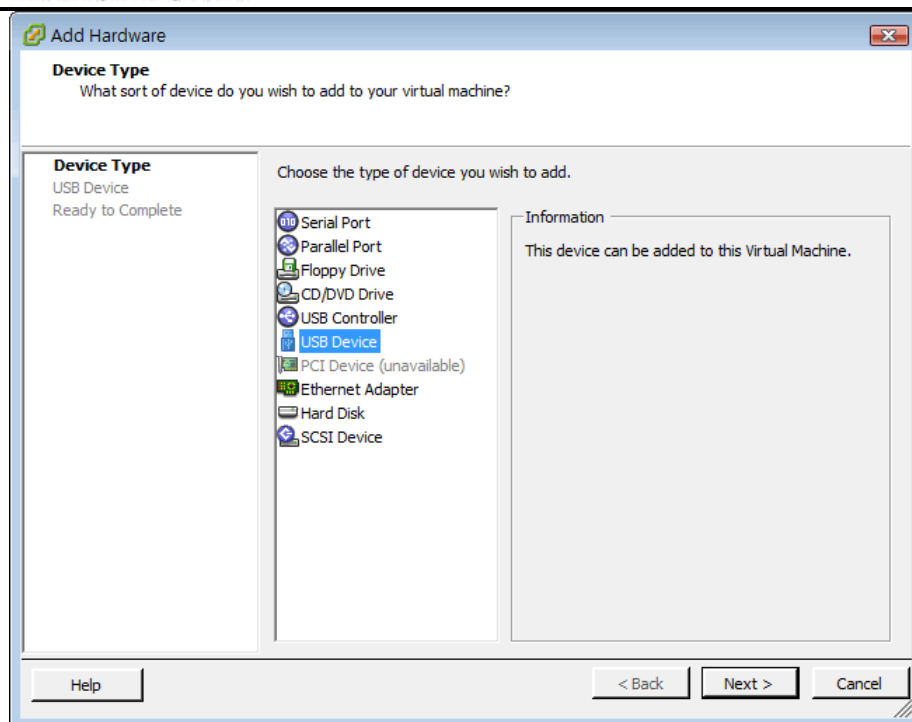 Add Hardware
Device Type
What sort of device do you wish to add to your virtual machine?
Device Type
USB Device
Ready to Complete
Choose the type of device you wish to add.
Serial Port
Parallel Port
Floppy Drive
CD/DVD Drive
USB Controller
USB Device
PCI Device (unavailable)
Ethernet Adapter
Hard Disk
SCSI Device
Information
This device can be added to this Virtual Machine.
Help
< Back
Next >
Cancel